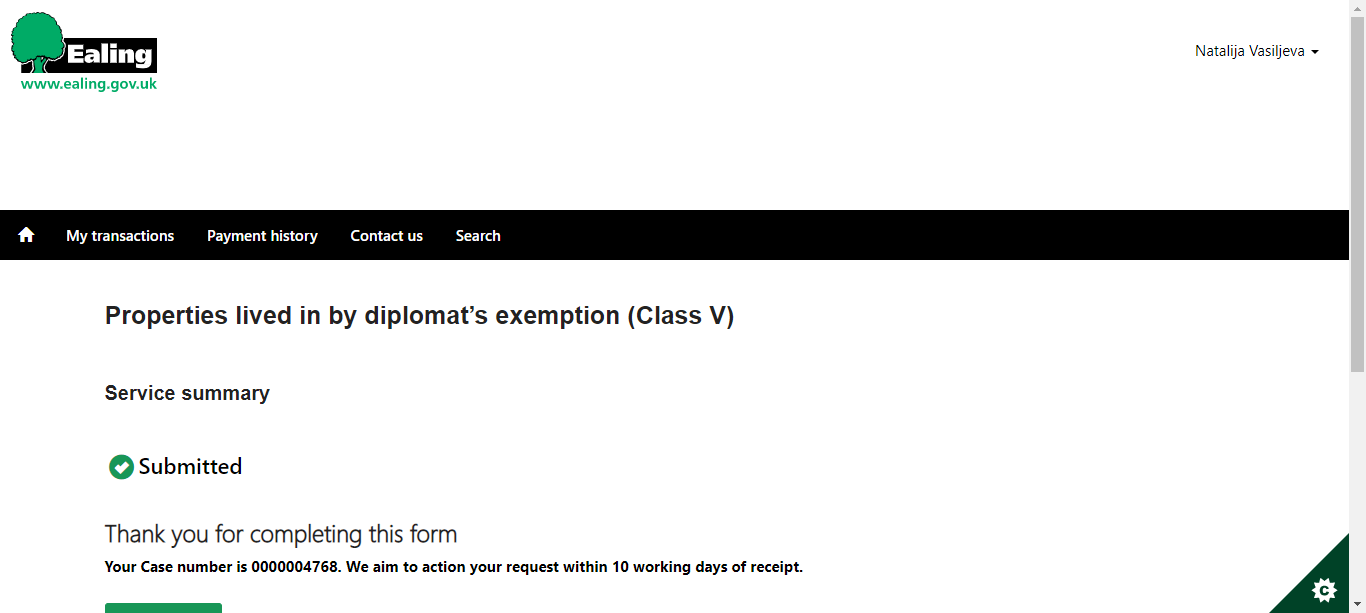 Ealing
www.ealing.gov.uk
Natalija Vasiljeva
My transactions Payment history Contact us Search
Properties lived in by diplomat’s exemption (Class V)
Service summary
Submitted
Thank you for completing this form
Your Case number is 0000004768. We aim to action your request within 10 working days of receipt.
C